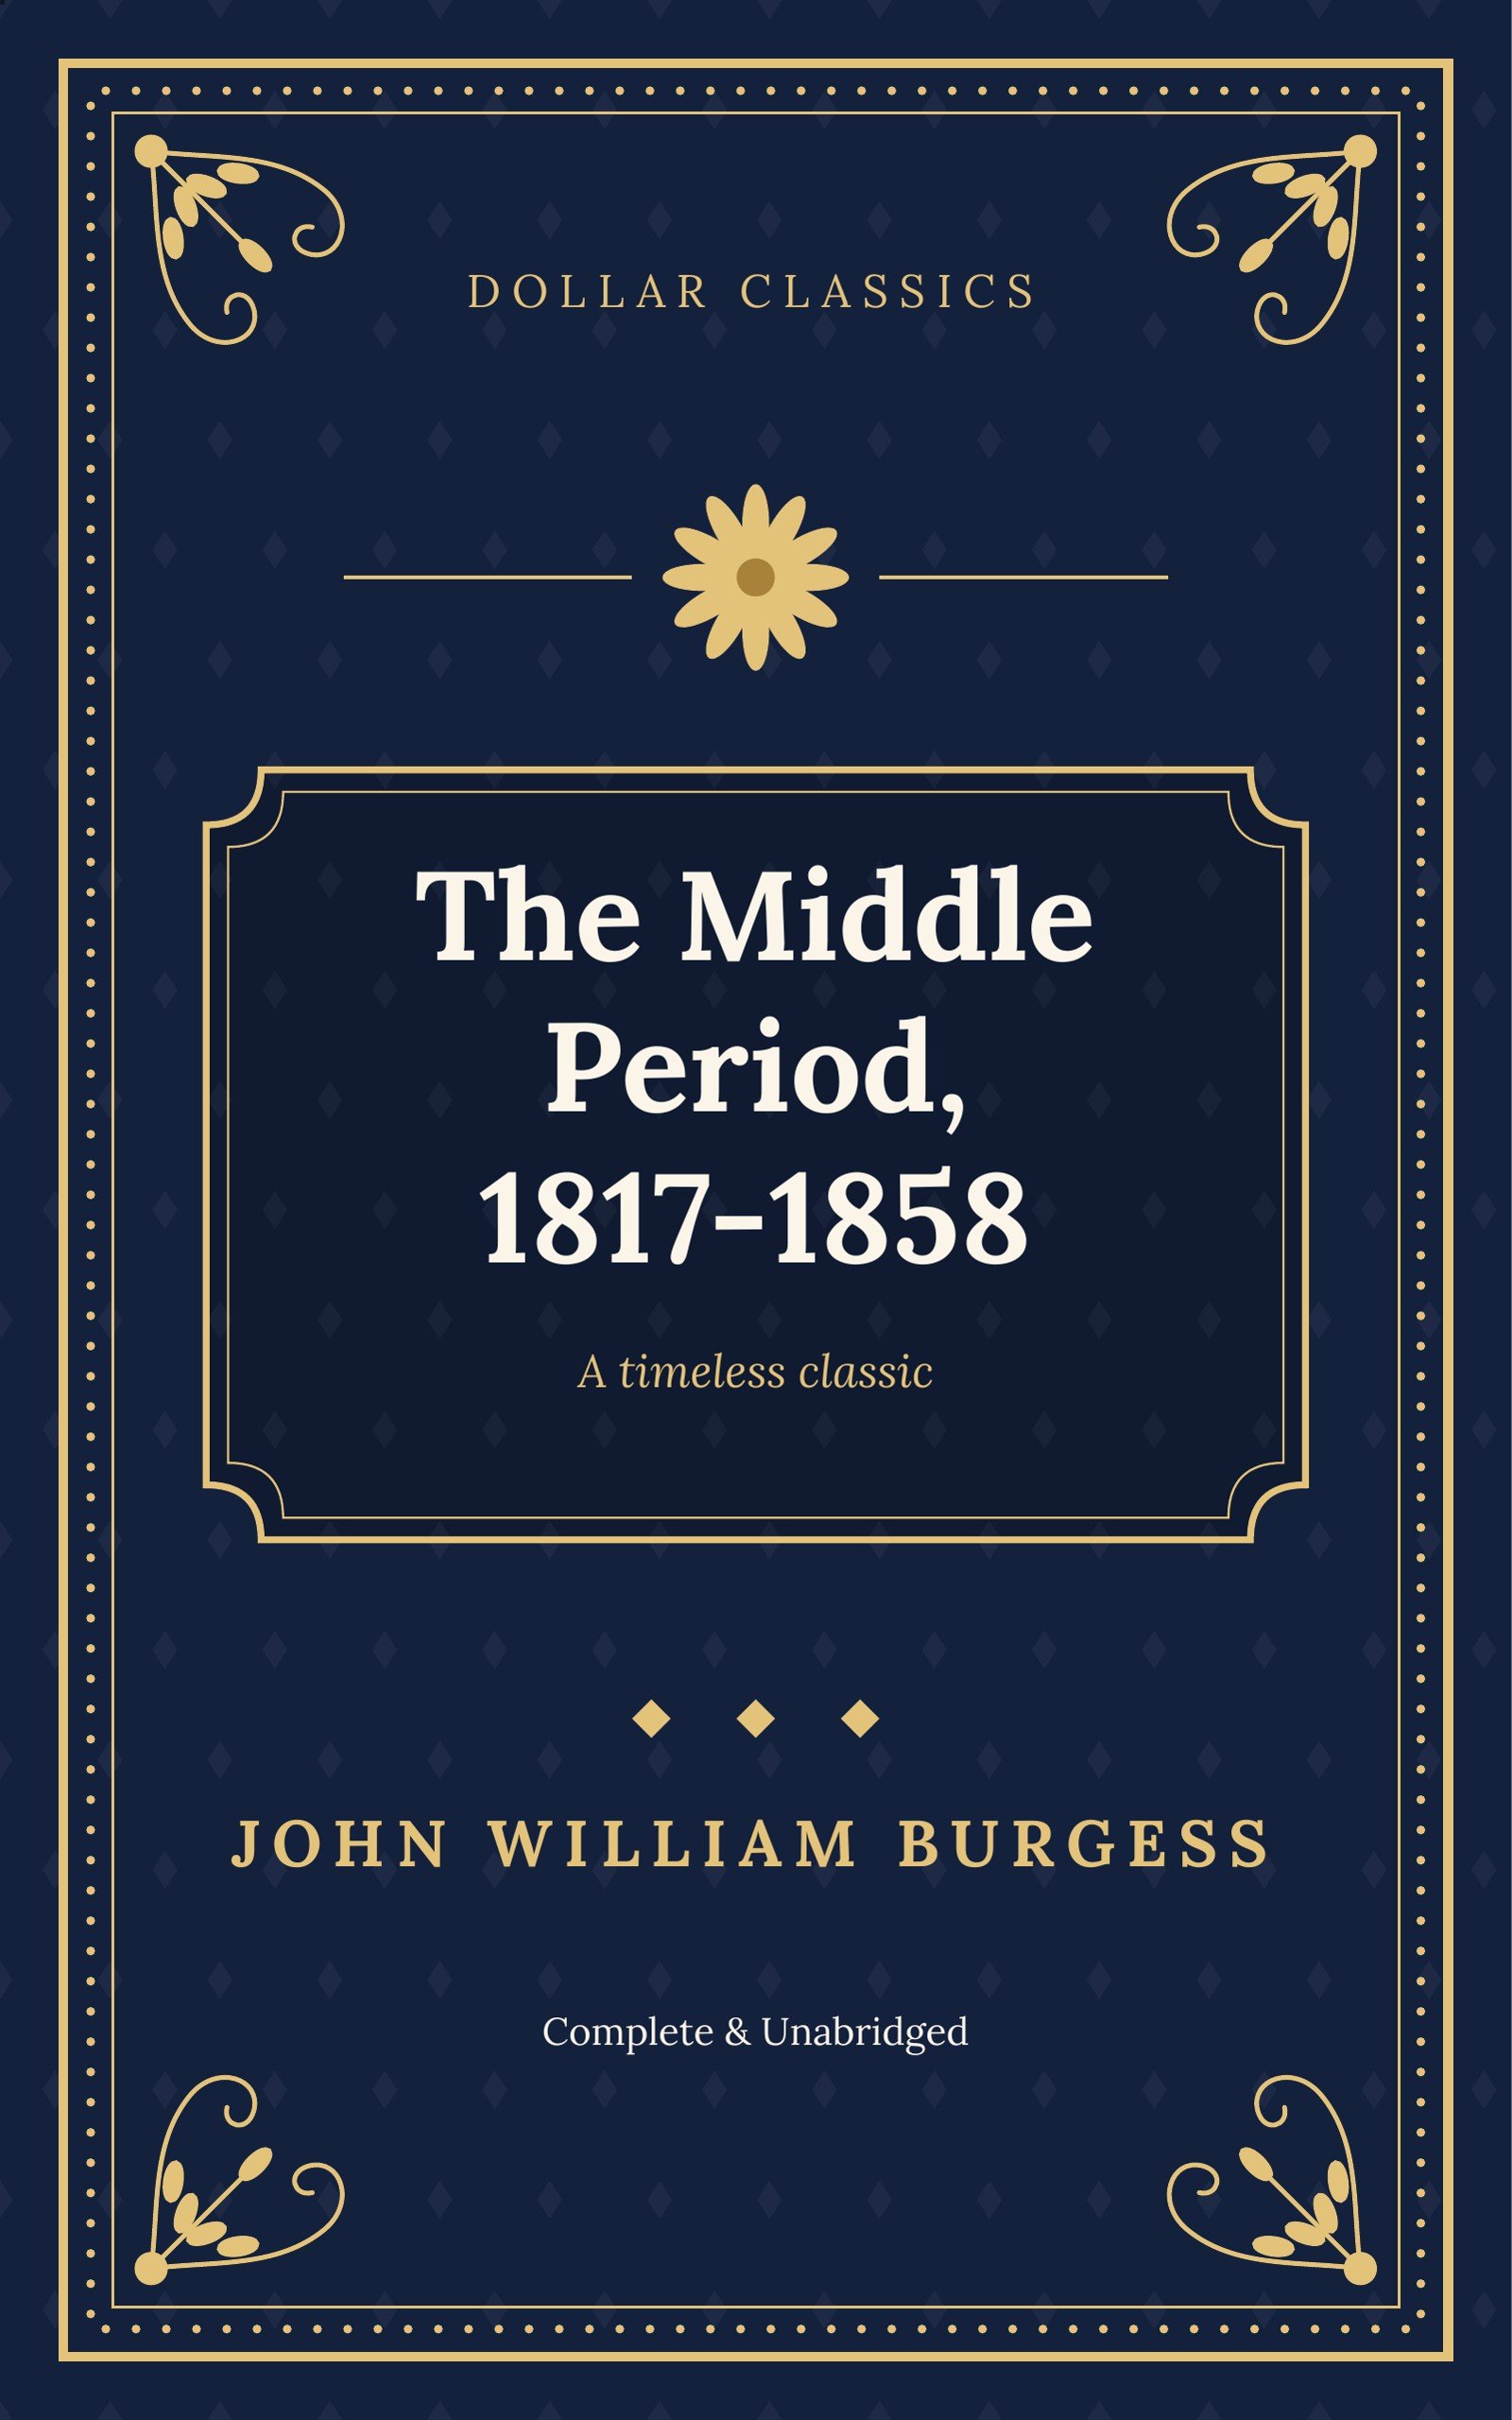 DOLLAR CLASSICS
The Middle
Period,
1817–1858
A timeless classic
JOHN WILLIAM BURGESS
Complete & Unabridged